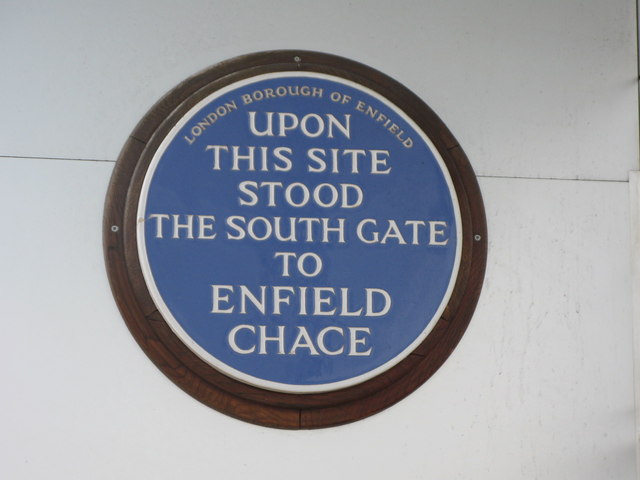 LONDON BOROUGH OF ENFIELD
UPON
THIS SITE
STOOD
THE SOUTH GATE
TO
ENFIELD
CHACE